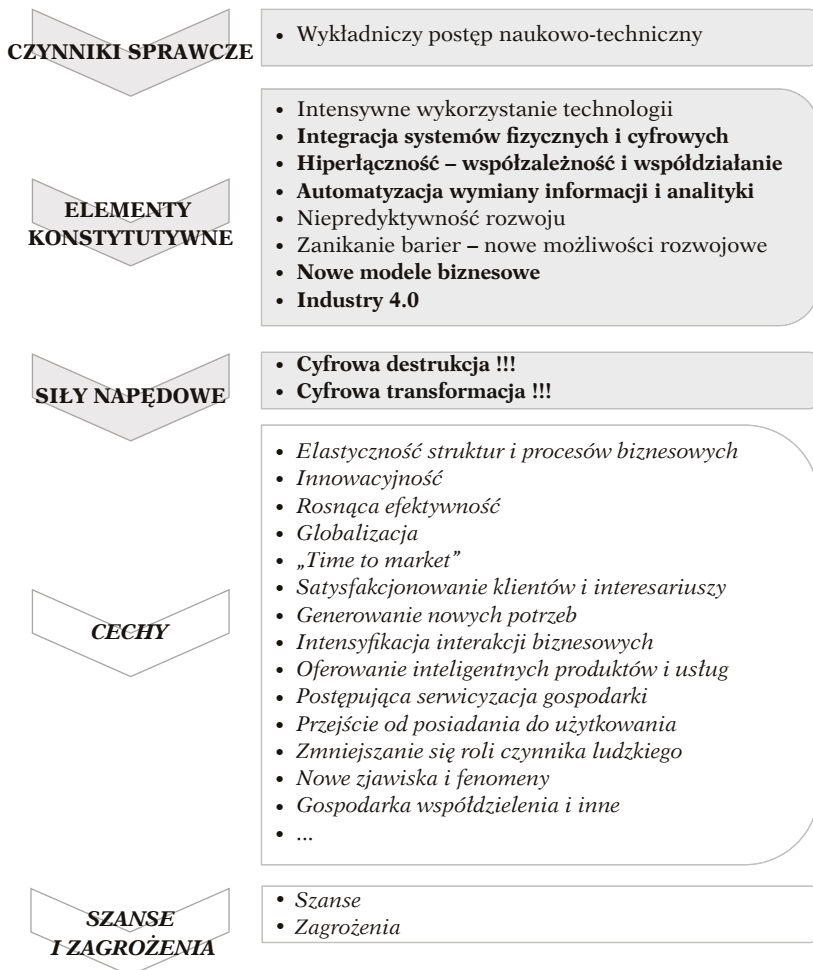 CZYNNIKI SPRAWCZE
• Wykładniczy postęp naukowo-techniczny
ELEMENTY
KONSTYTUTYWNE
• Intensywne wykorzystanie technologii
• Integracja systemów fizycznych i cyfrowych
• Hiperłączność – współzależność i współdziałanie
• Automatyzacja wymiany informacji i analityki
• Niepredyktywność rozwoju
• Zanikanie barier – nowe możliwości rozwojowe
• Nowe modele biznesowe
• Industry 4.0
SIŁY NAPĘDOWE
• Cyfrowa destrukcja !!!
• Cyfrowa transformacja !!!
CECHY
• Elastyczność struktur i procesów biznesowych
• Innowacyjność
• Rosnąca efektywność
• Globalizacja
• „Time to market”
• Satysfakcjonowanie klientów i interesariuszy
• Generowanie nowych potrzeb
• Intensyfikacja interakcji biznesowych
• Oferowanie inteligentnych produktów i usług
• Postępująca serwicyzacja gospodarki
• Przejście od posiadania do użytkowania
• Zmniejszanie się roli czynnika ludzkiego
• Nowe zjawiska i fenomeny
• Gospodarka współdzielenia i inne
• ...
SZANSE
I ZAGROŻENIA
• Szanse
• Zagrożenia